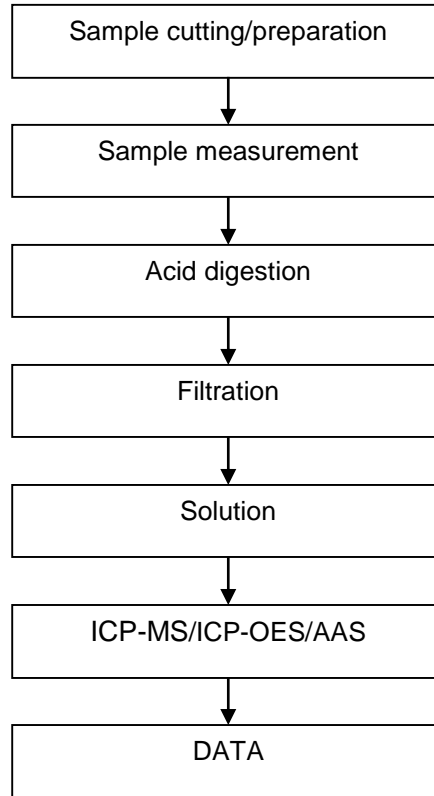 Sample cutting/preparation
Sample measurement
Acid digestion
Filtration
Solution
ICP-MS/ICP-OES/AAS
DATA